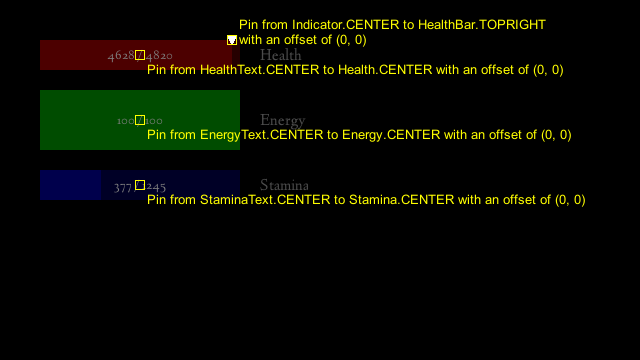 Pin from Indicator.CENTER to HealthBar.TOPRIGHT
with an offset of (0, 0)
4628 / 4820 Health
Pin from HealthText.CENTER to Health.CENTER with an offset of (0, 0)
100 / 100 Energy
Pin from EnergyText.CENTER to Energy.CENTER with an offset of (0, 0)
377 / 1245 Stamina
Pin from StaminaText.CENTER to Stamina.CENTER with an offset of (0, 0)